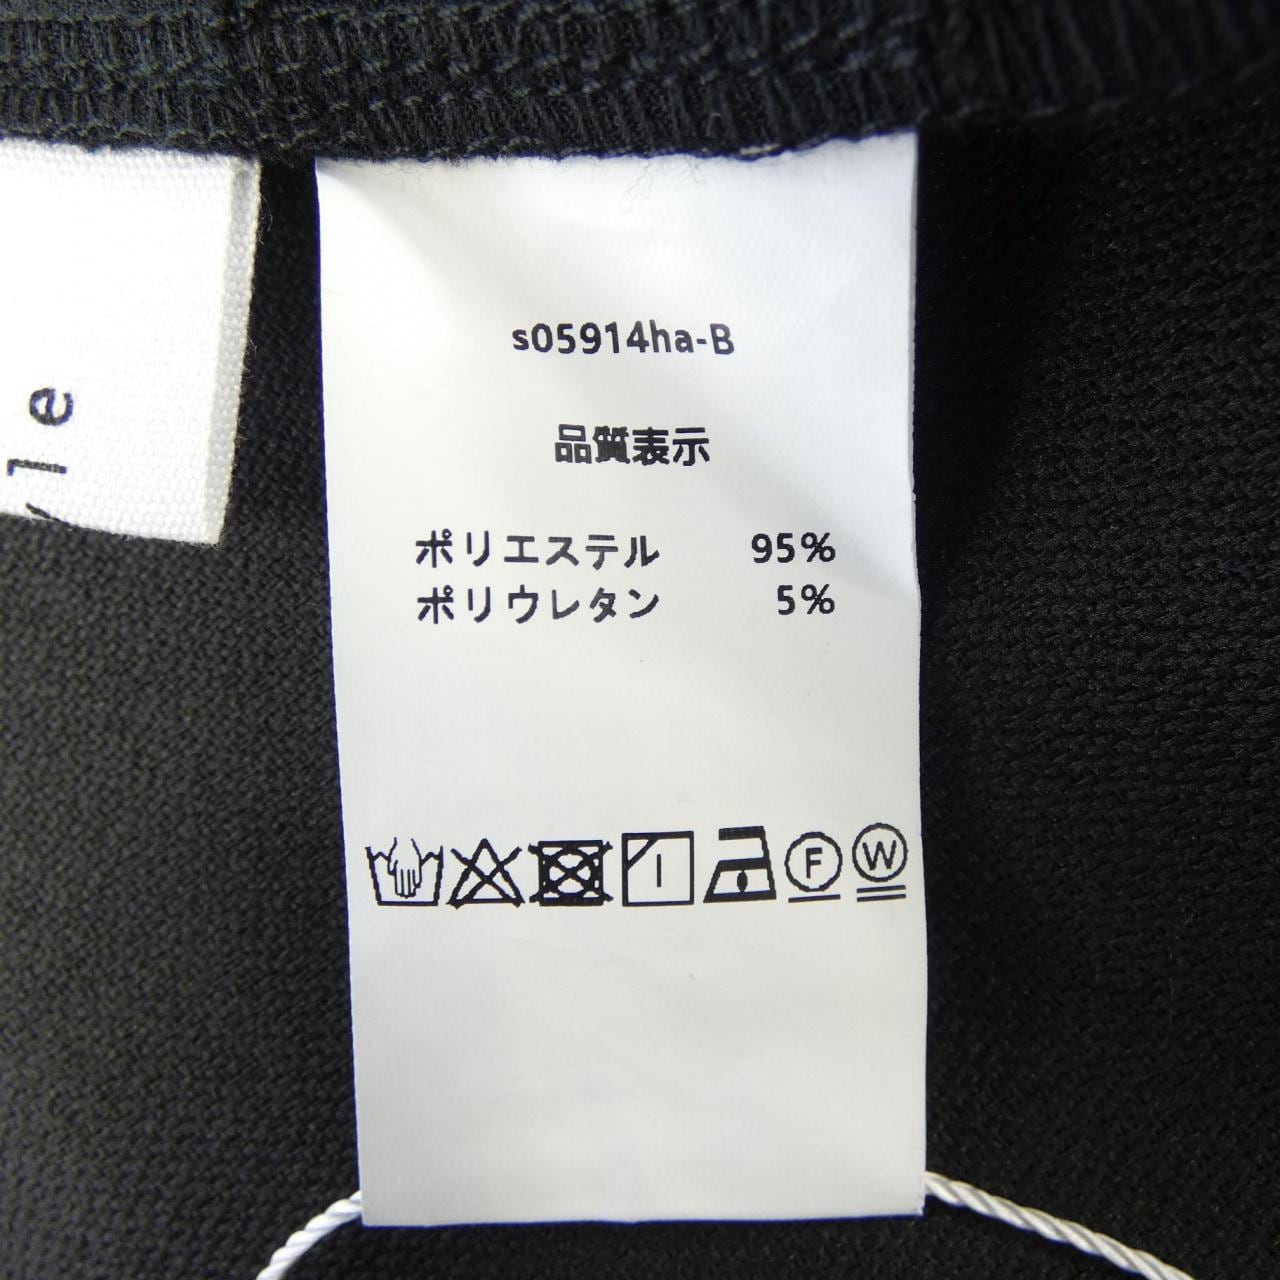 s05914ha-B
品質表示
ポリエステル 95%
ポリウレタン 5%
F W